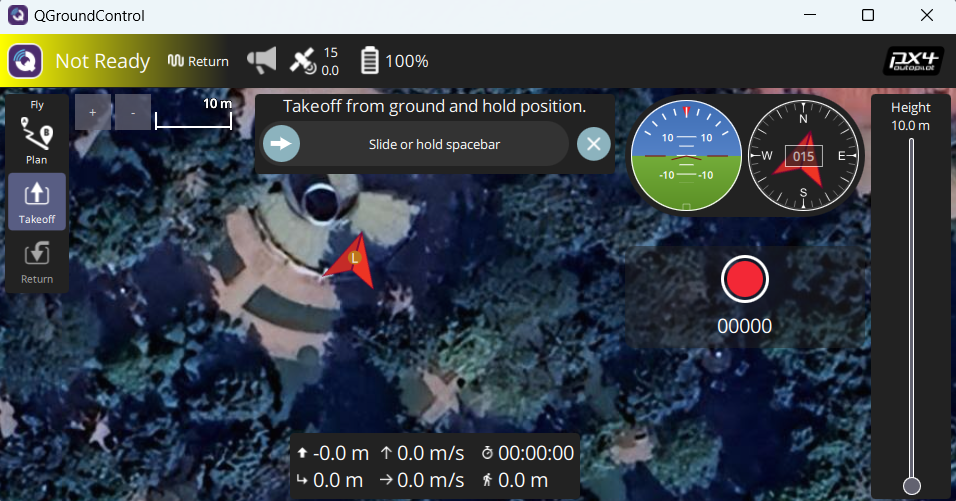 QGroundControl
Not Ready
Return
15
0.0
100%
PX4
autopilot
Fly
Plan
Takeoff
Return
+
-
10 m
Takeoff from ground and hold position.
Slide or hold spacebar
10 10
-10 -10
N
W 015 E
S
Height
10.0 m
L
00000
-0.0 m 0.0 m/s 00:00:00
0.0 m 0.0 m/s 0.0 m